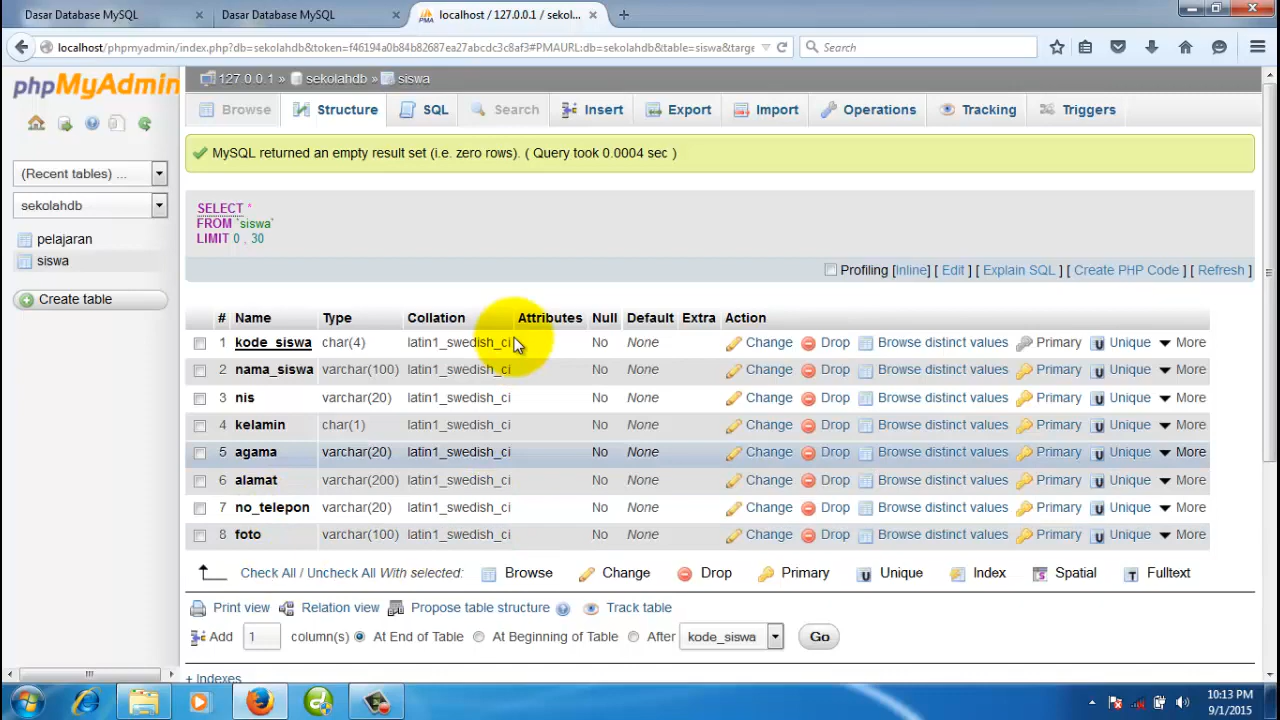 Dasar Database MySQL × Dasar Database MySQL × PMA localhost / 127.0.0.1 / sekol... × +
localhost/phpmyadmin/index.php?db=sekolahdb&token=f46194a0b84b82687ea27abcdc3c8af3#PMAURL:db=sekolahdb&table=siswa&targe Search
phpMyAdmin
(Recent tables) ...
sekolahdb
pelajaran
siswa
Create table
127.0.0.1 » sekolahdb » siswa
Browse Structure SQL Search Insert Export Import Operations Tracking Triggers
MySQL returned an empty result set (i.e. zero rows). ( Query took 0.0004 sec )
SELECT *
FROM `siswa`
LIMIT 0 , 30
Profiling [Inline] [ Edit ] [ Explain SQL ] [ Create PHP Code ] [ Refresh ]
# Name Type Collation Attributes Null Default Extra Action
1 kode_siswa char(4) latin1_swedish_ci No None Change Drop Browse distinct values Primary Unique More
2 nama_siswa varchar(100) latin1_swedish_ci No None Change Drop Browse distinct values Primary Unique More
3 nis varchar(20) latin1_swedish_ci No None Change Drop Browse distinct values Primary Unique More
4 kelamin char(1) latin1_swedish_ci No None Change Drop Browse distinct values Primary Unique More
5 agama varchar(20) latin1_swedish_ci No None Change Drop Browse distinct values Primary Unique More
6 alamat varchar(200) latin1_swedish_ci No None Change Drop Browse distinct values Primary Unique More
7 no_telepon varchar(20) latin1_swedish_ci No None Change Drop Browse distinct values Primary Unique More
8 foto varchar(100) latin1_swedish_ci No None Change Drop Browse distinct values Primary Unique More
Check All / Uncheck All With selected: Browse Change Drop Primary Unique Index Spatial Fulltext
Print view Relation view Propose table structure Track table
Add 1 column(s) At End of Table At Beginning of Table After kode_siswa Go
+ Indexes
10:13 PM
9/1/2015